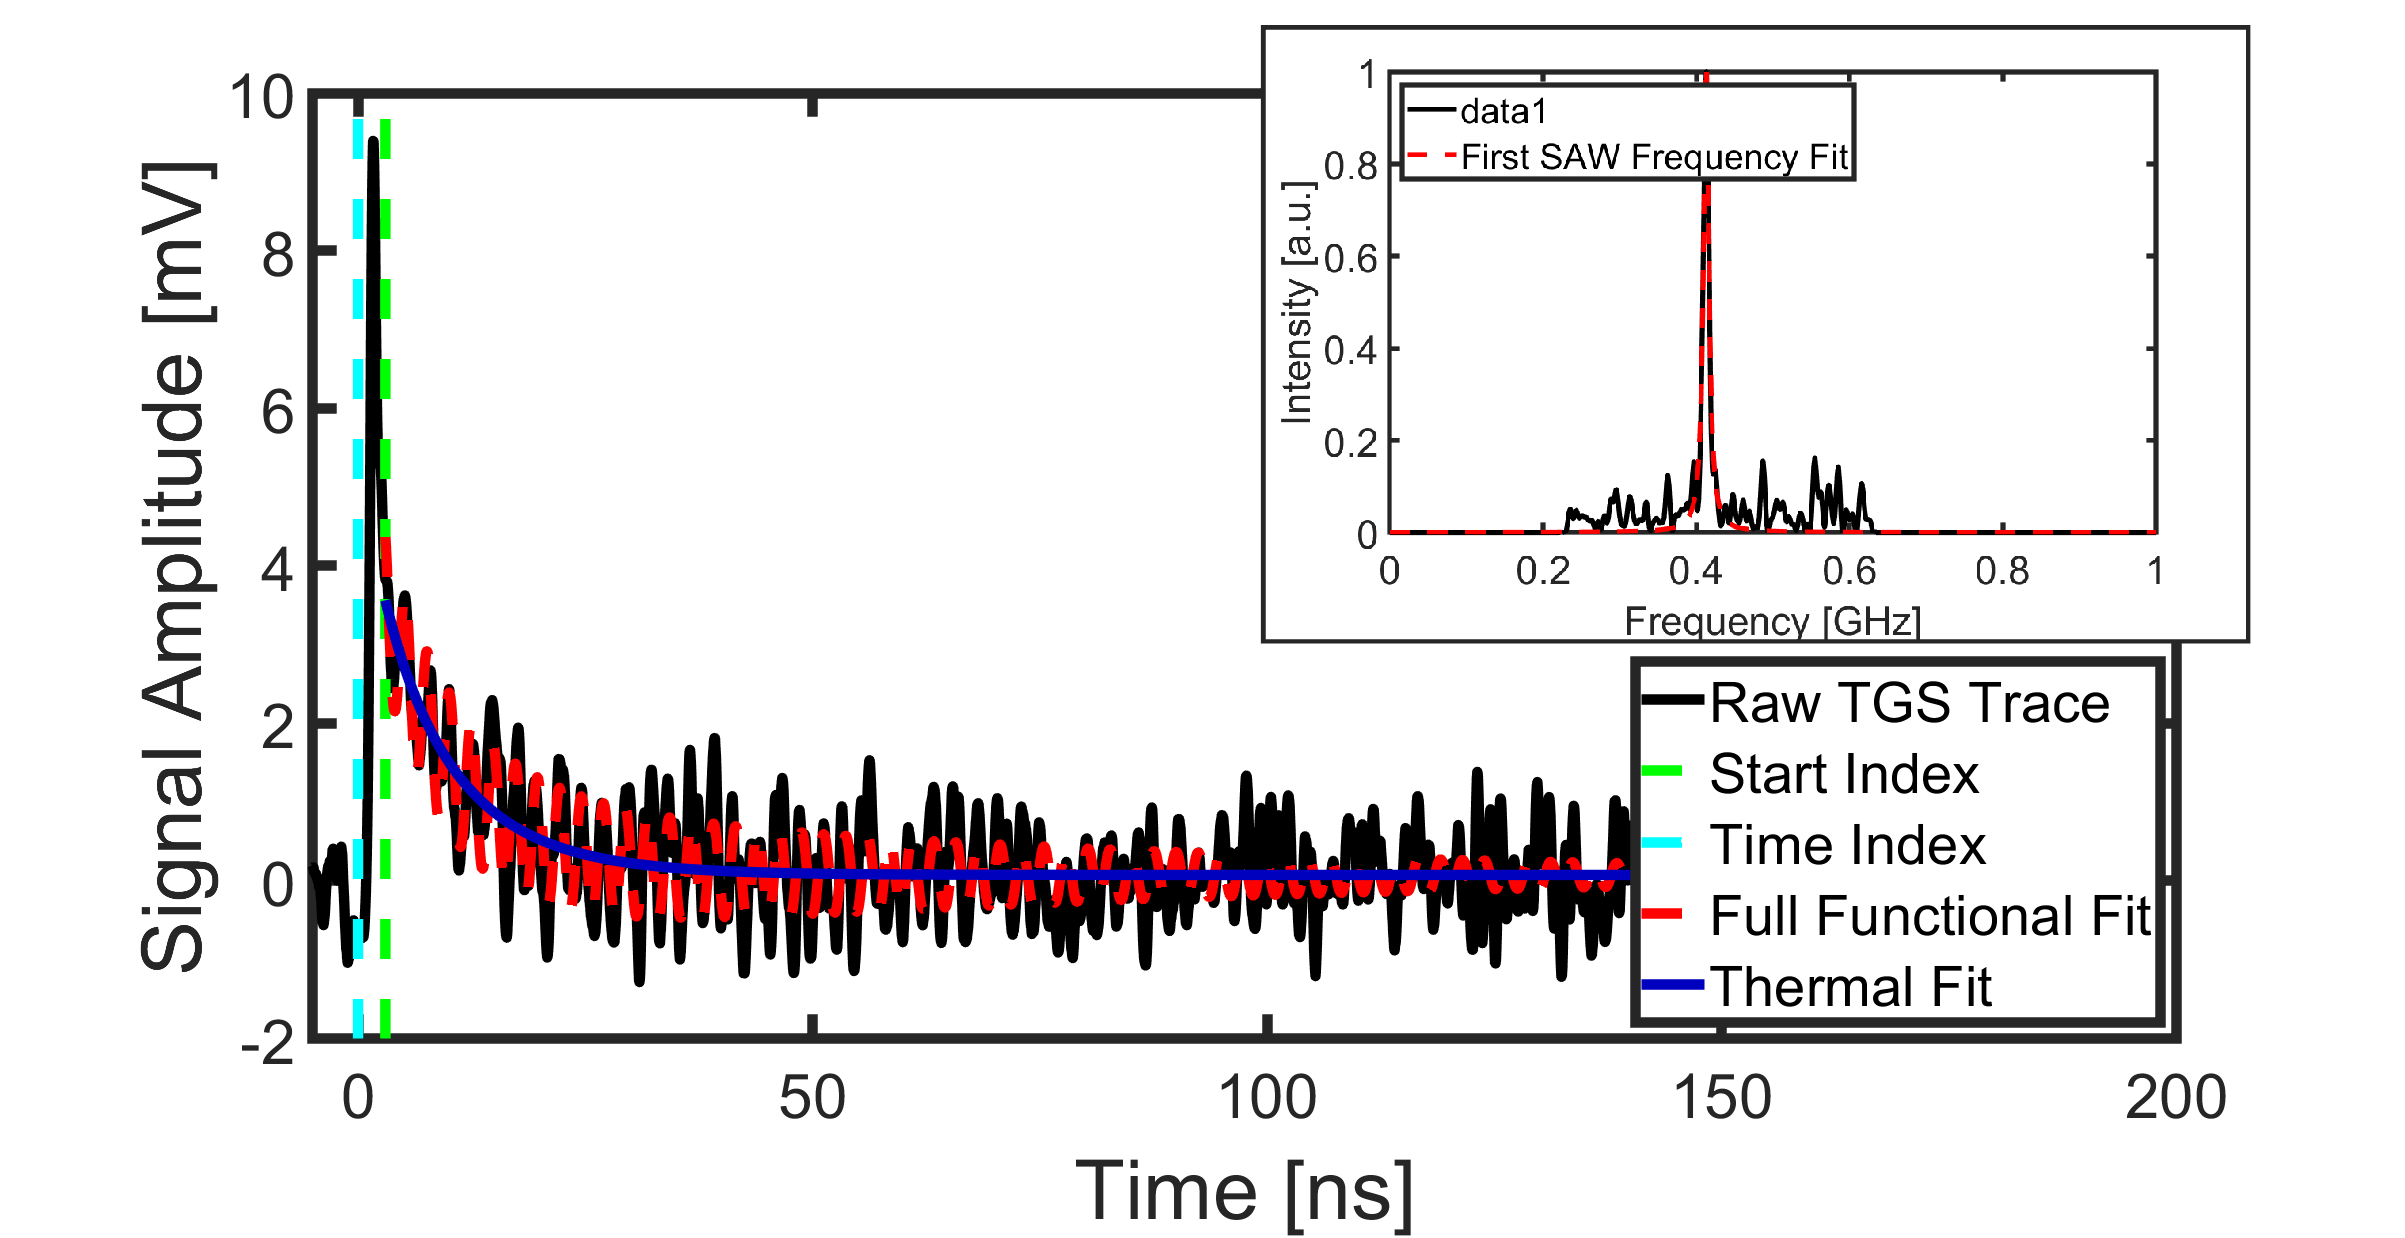 10
8
6
4
2
0
-2
Signal Amplitude [mV]
0
50
100
150
200
Time [ns]
1
0.8
0.6
0.4
0.2
0
Intensity [a.u.]
data1
First SAW Frequency Fit
0
0.2
0.4
0.6
0.8
1
Frequency [GHz]
Raw TGS Trace
Start Index
Time Index
Full Functional Fit
Thermal Fit